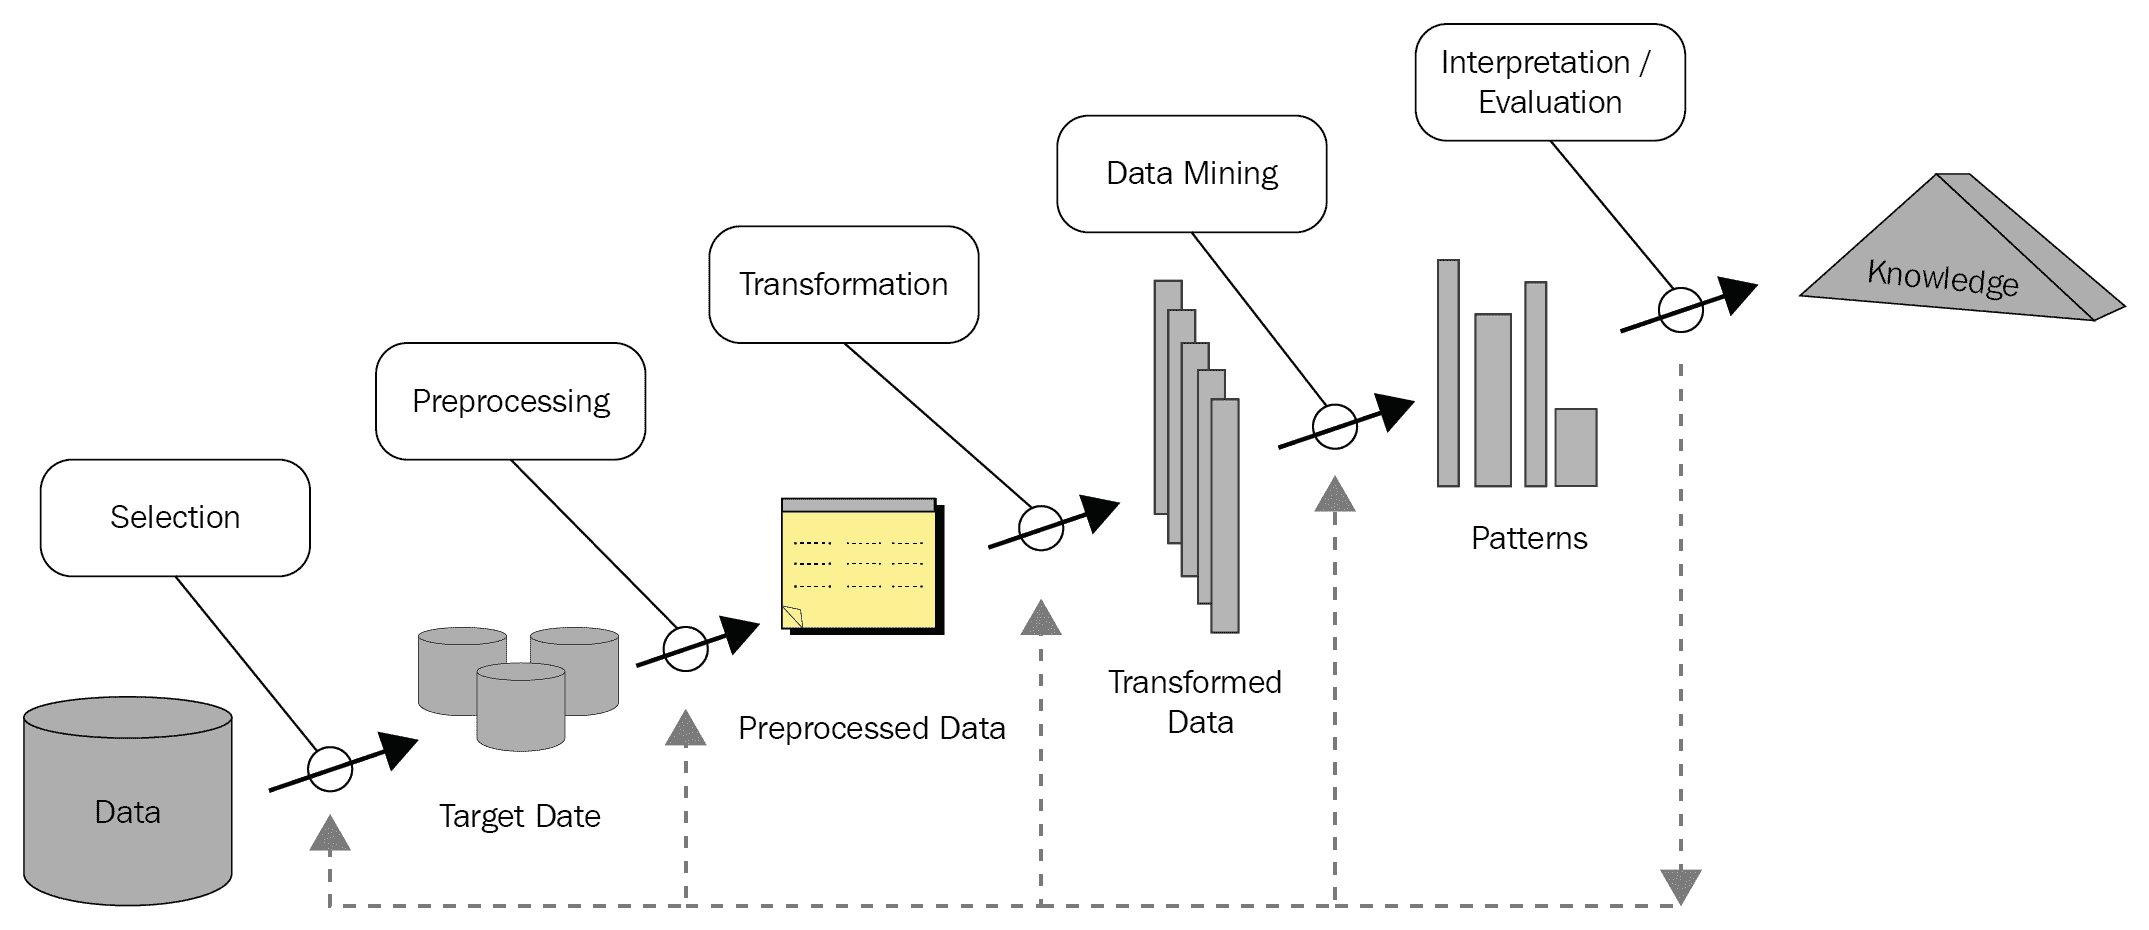 Interpretation /
Evaluation
Data Mining
Transformation
Knowledge
Preprocessing
Selection
Patterns
Transformed
Data
Preprocessed Data
Target Date
Data